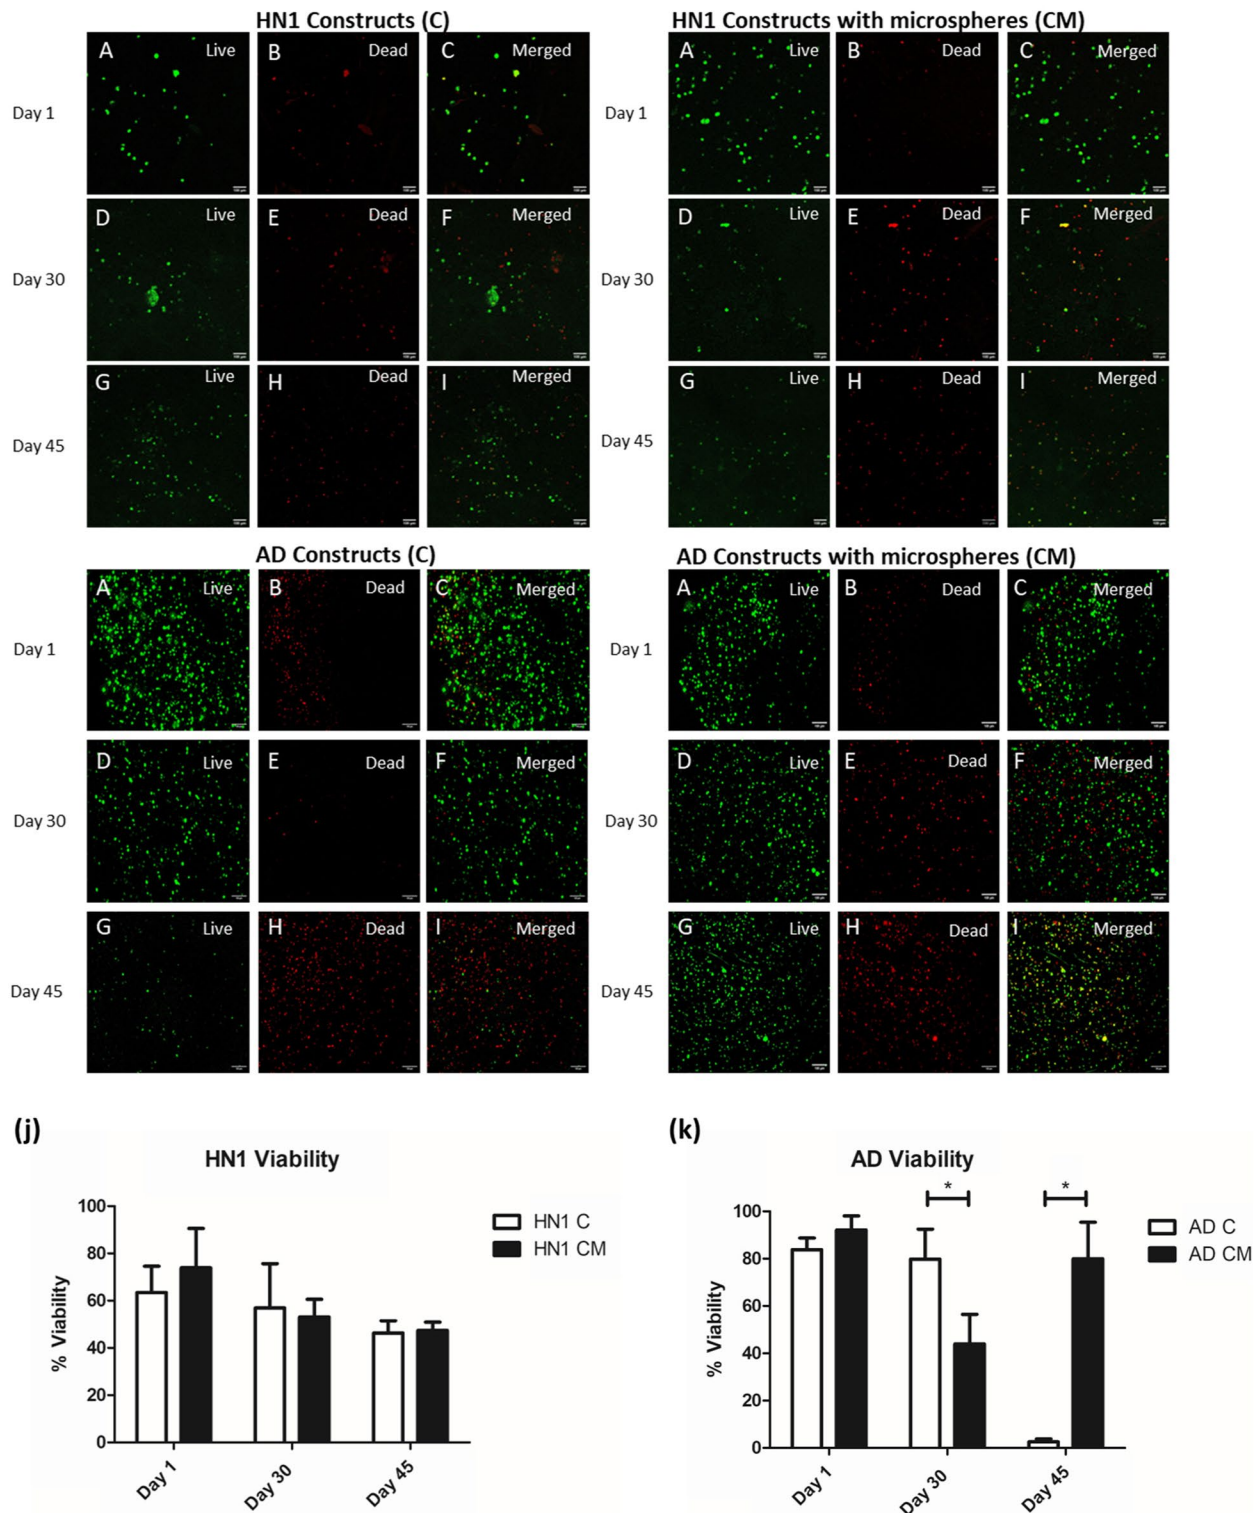 HN1 Constructs (C)
HN1 Constructs with microspheres (CM)
Day 1
A Live
B Dead
C Merged
Day 1
A Live
B Dead
C Merged
Day 30
D Live
E Dead
F Merged
Day 30
D Live
E Dead
F Merged
Day 45
G Live
H Dead
I Merged
Day 45
G Live
H Dead
I Merged
AD Constructs (C)
AD Constructs with microspheres (CM)
Day 1
A Live
B Dead
C Merged
Day 1
A Live
B Dead
C Merged
Day 30
D Live
E Dead
F Merged
Day 30
D Live
E Dead
F Merged
Day 45
G Live
H Dead
I Merged
Day 45
G Live
H Dead
I Merged
(j)
HN1 Viability
% Viability
100
80
60
40
20
0
Day 1
Day 30
Day 45
HN1 C
HN1 CM
(k)
AD Viability
% Viability
100
80
60
40
20
0
*
*
Day 1
Day 30
Day 45
AD C
AD CM